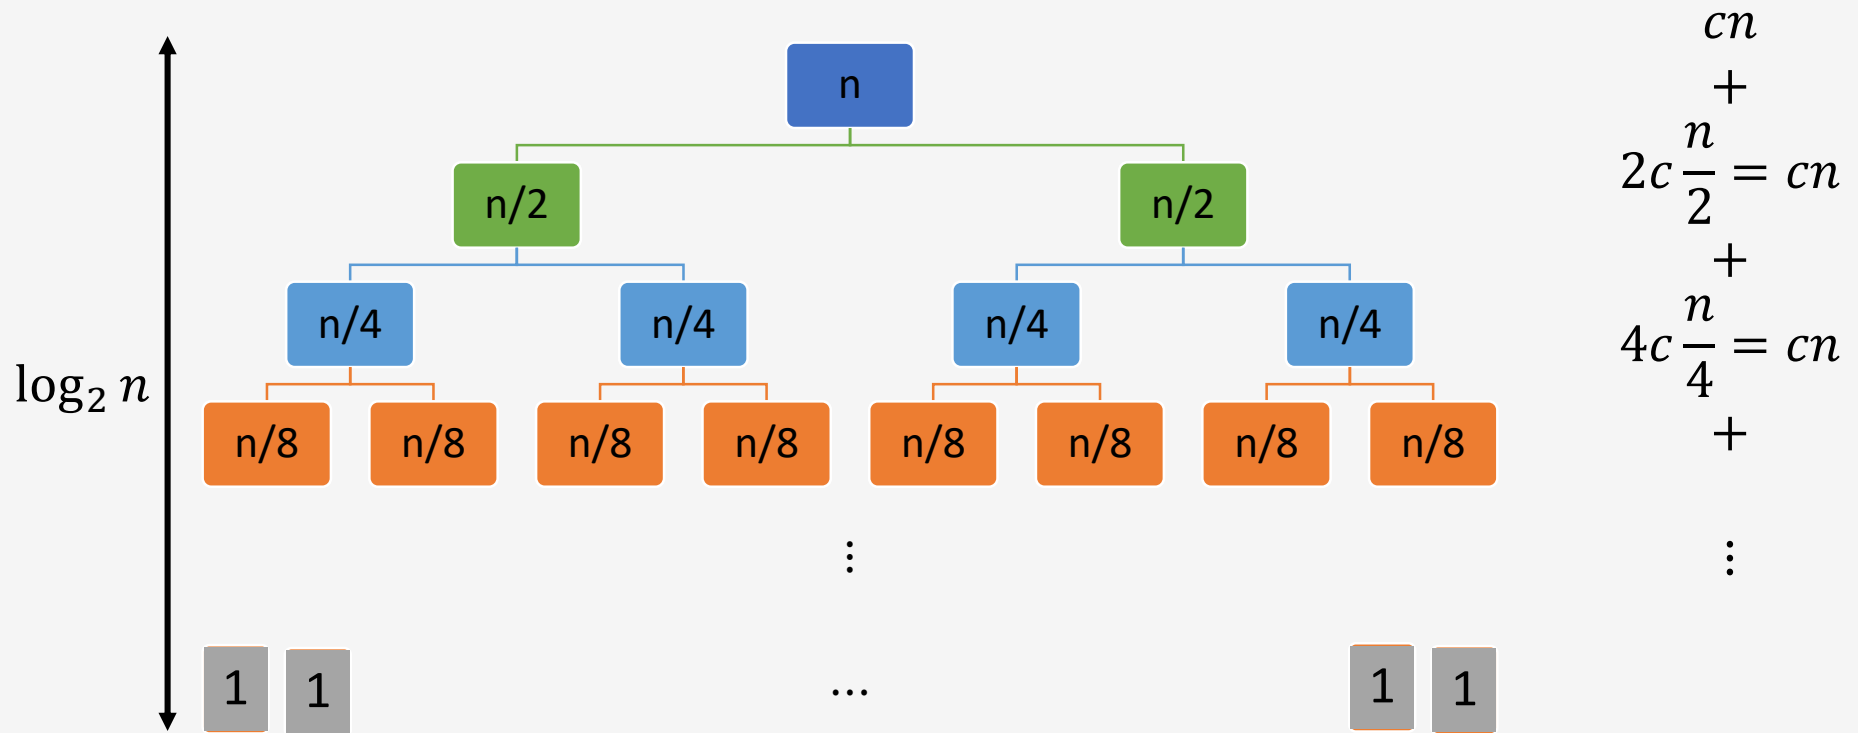 cn
+
n
n/2 n/2
2c n/2 = cn
+
n/4 n/4 n/4 n/4
4c n/4 = cn
log₂ n
n/8 n/8 n/8 n/8 n/8 n/8 n/8 n/8
+
⋮ ⋮
1 1 ... 1 1